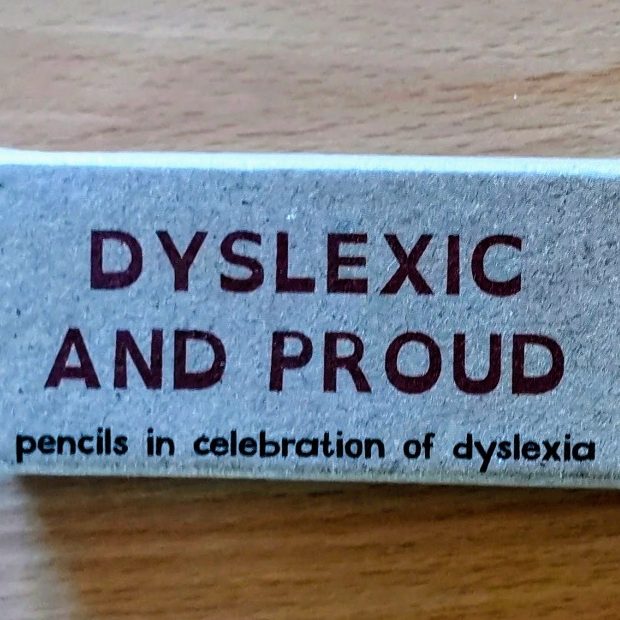 DYSLEXIC
AND PROUD
pencils in celebration of dyslexia